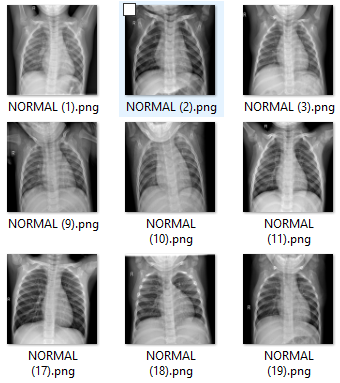 NORMAL (1).png
NORMAL (2).png
NORMAL (3).png
NORMAL (9).png
NORMAL
(10).png
NORMAL
(11).png
NORMAL
(17).png
NORMAL
(18).png
NORMAL
(19).png